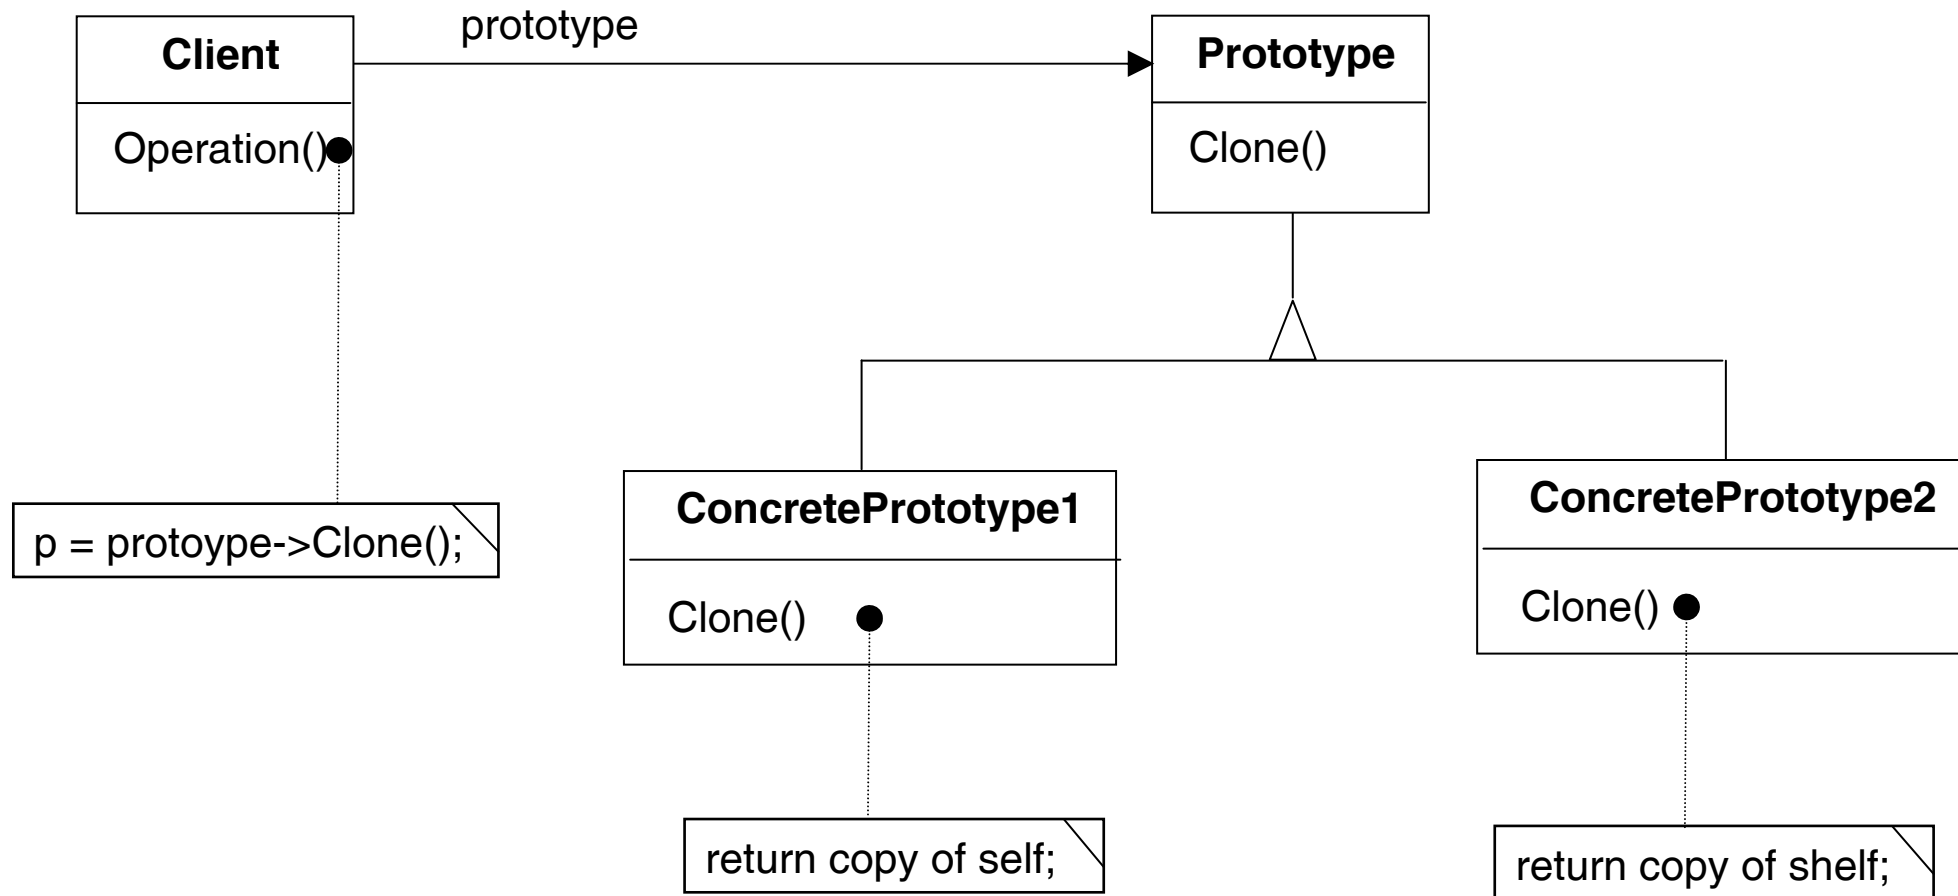 prototype
Client
Prototype
Operation()
Clone()
ConcretePrototype1
ConcretePrototype2
p = protoype->Clone();
Clone()
Clone()
return copy of self;
return copy of shelf;